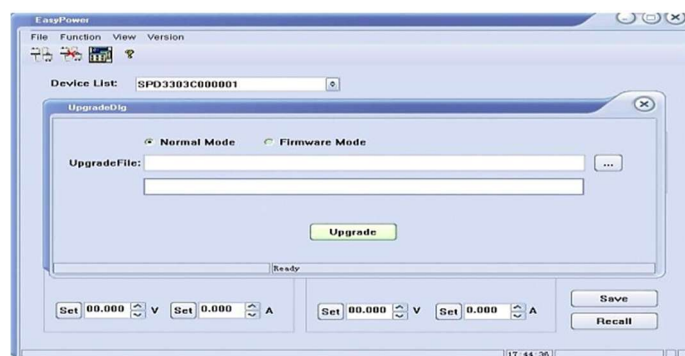 EasyPower
File Function View Version
Device List: SPD3303C000001
UpgradeDlg
Normal Mode Firmware Mode
UpgradeFile: ...
Upgrade
Ready
Set 00.000 V Set 0.000 A Set 00.000 V Set 0.000 A
Save
Recall
17:44:36